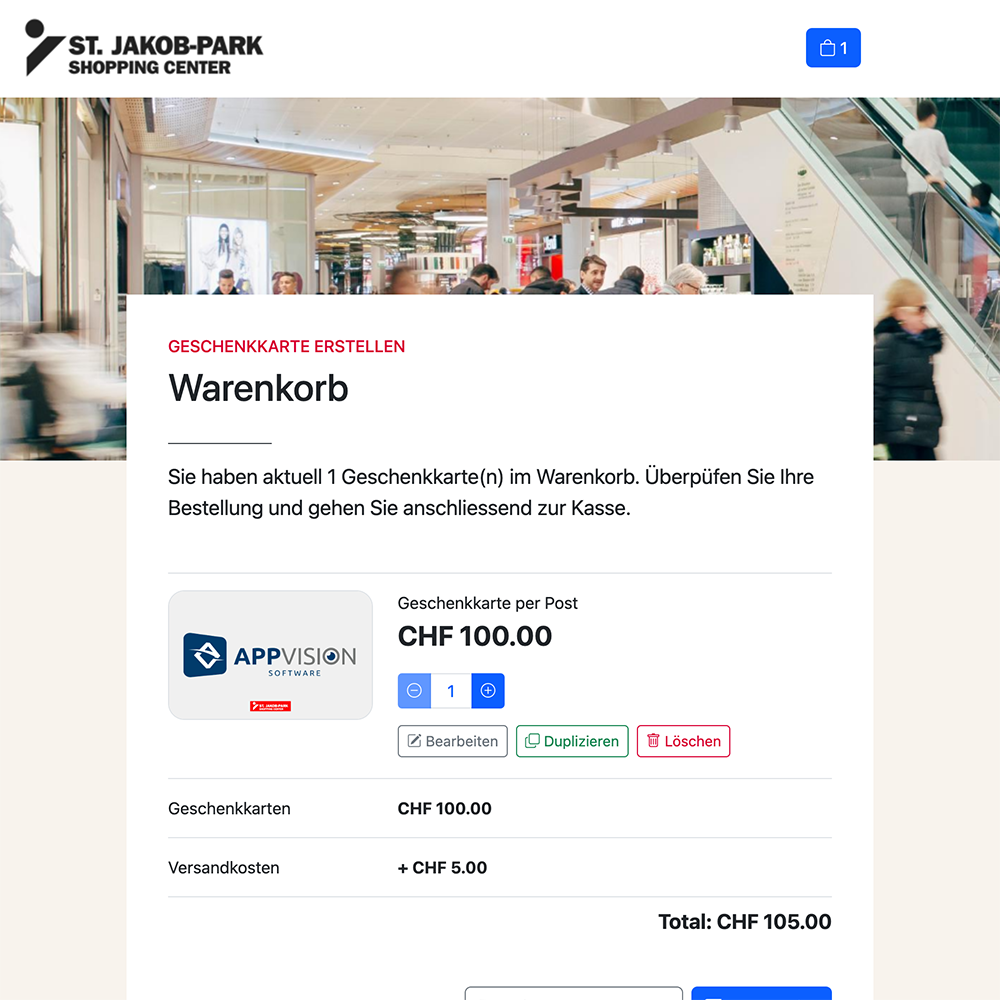 ST. JAKOB-PARK
SHOPPING CENTER
1
GESCHENKKARTE ERSTELLEN
Warenkorb
Sie haben aktuell 1 Geschenkkarte(n) im Warenkorb. Überpüfen Sie Ihre
Bestellung und gehen Sie anschliessend zur Kasse.
APPVISION
SOFTWARE
ST. JAKOB-PARK
SHOPPING CENTER
Geschenkkarte per Post
CHF 100.00
1
Bearbeiten
Duplizieren
Löschen
Geschenkkarten
CHF 100.00
Versandkosten
+ CHF 5.00
Total: CHF 105.00